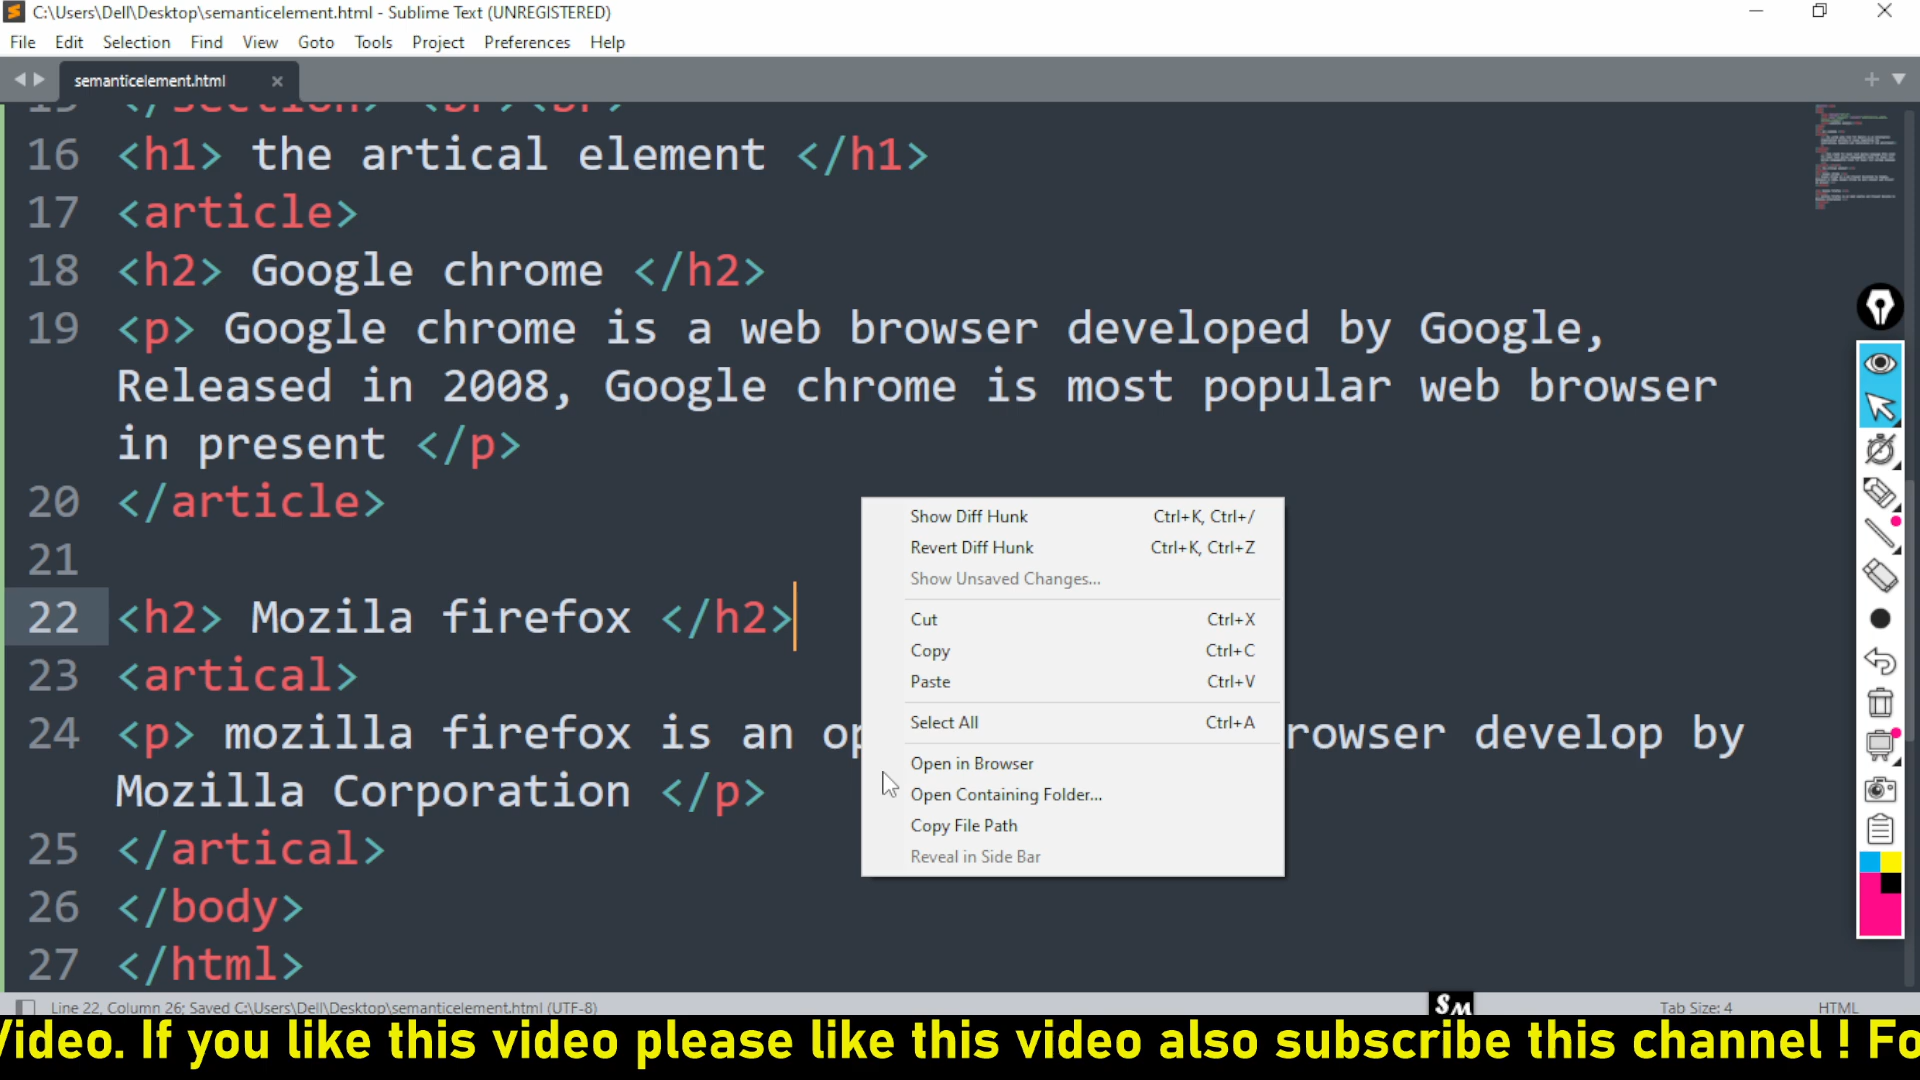 C:\Users\Dell\Desktop\semanticelement.html - Sublime Text (UNREGISTERED)
File Edit Selection Find View Goto Tools Project Preferences Help
semanticelement.html
15 </section> <br><br>
16 <h1> the artical element </h1>
17 <article>
18 <h2> Google chrome </h2>
19 <p> Google chrome is a web browser developed by Google,
Released in 2008, Google chrome is most popular web browser
in present </p>
20 </article>
21
22 <h2> Mozila firefox </h2>
23 <artical>
24 <p> mozilla firefox is an op rowser develop by
Mozilla Corporation </p>
25 </artical>
26 </body>
27 </html>
Show Diff Hunk Ctrl+K, Ctrl+/
Revert Diff Hunk Ctrl+K, Ctrl+Z
Show Unsaved Changes...
Cut Ctrl+X
Copy Ctrl+C
Paste Ctrl+V
Select All Ctrl+A
Open in Browser
Open Containing Folder...
Copy File Path
Reveal in Side Bar
Line 22, Column 26; Saved C:\Users\Dell\Desktop\semanticelement.html (UTF-8) SM Tab Size: 4 HTML
Video. If you like this video please like this video also subscribe this channel ! Fo